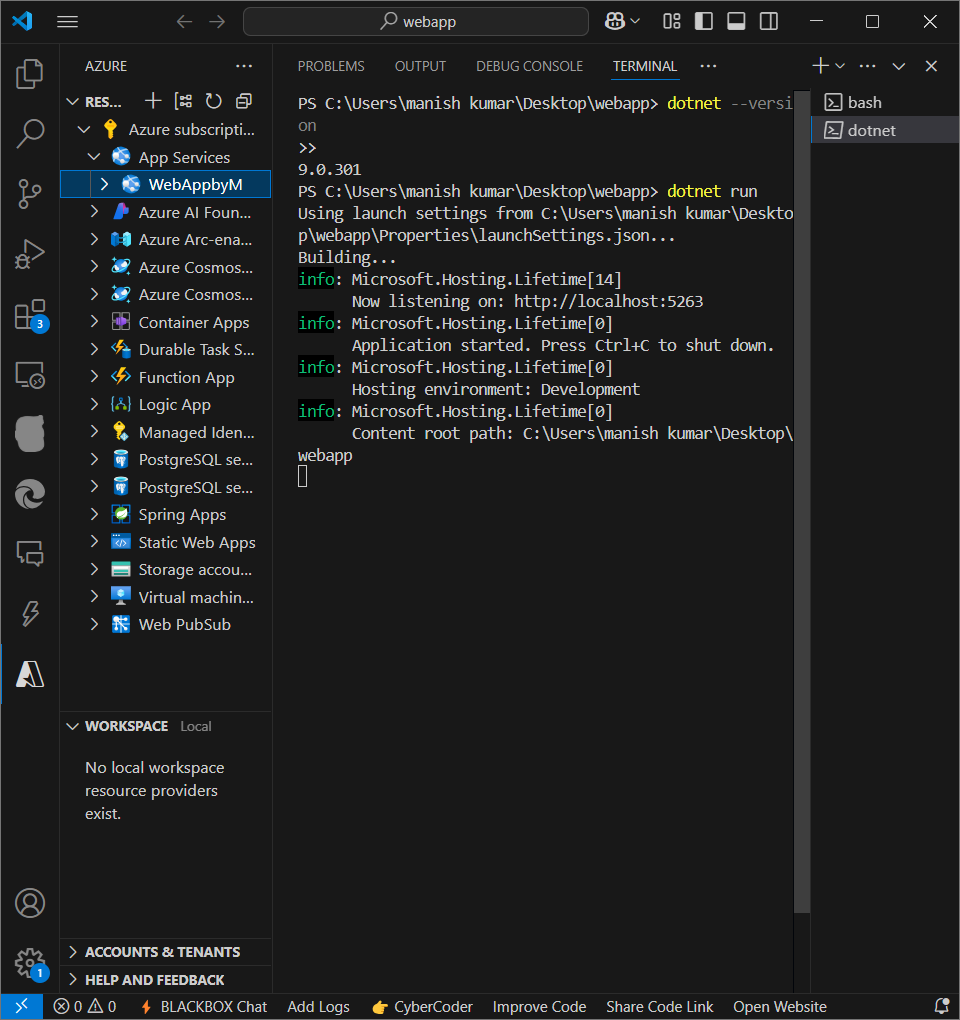 webapp
AZURE
PROBLEMS OUTPUT DEBUG CONSOLE TERMINAL
RES...
Azure subscripti...
App Services
WebAppbyM
Azure AI Foun...
Azure Arc-ena...
Azure Cosmos...
Azure Cosmos...
Container Apps
Durable Task S...
Function App
Logic App
Managed Iden...
PostgreSQL se...
PostgreSQL se...
Spring Apps
Static Web Apps
Storage accou...
Virtual machin...
Web PubSub
WORKSPACE Local
No local workspace
resource providers
exist.
ACCOUNTS & TENANTS
HELP AND FEEDBACK
PS C:\Users\manish kumar\Desktop\webapp> dotnet --versi
on
>>
9.0.301
PS C:\Users\manish kumar\Desktop\webapp> dotnet run
Using launch settings from C:\Users\manish kumar\Deskto
p\webapp\Properties\launchSettings.json...
Building...
info: Microsoft.Hosting.Lifetime[14]
Now listening on: http://localhost:5263
info: Microsoft.Hosting.Lifetime[0]
Application started. Press Ctrl+C to shut down.
info: Microsoft.Hosting.Lifetime[0]
Hosting environment: Development
info: Microsoft.Hosting.Lifetime[0]
Content root path: C:\Users\manish kumar\Desktop\
webapp
bash
dotnet
3
1
0 0 BLACKBOX Chat Add Logs CyberCoder Improve Code Share Code Link Open Website